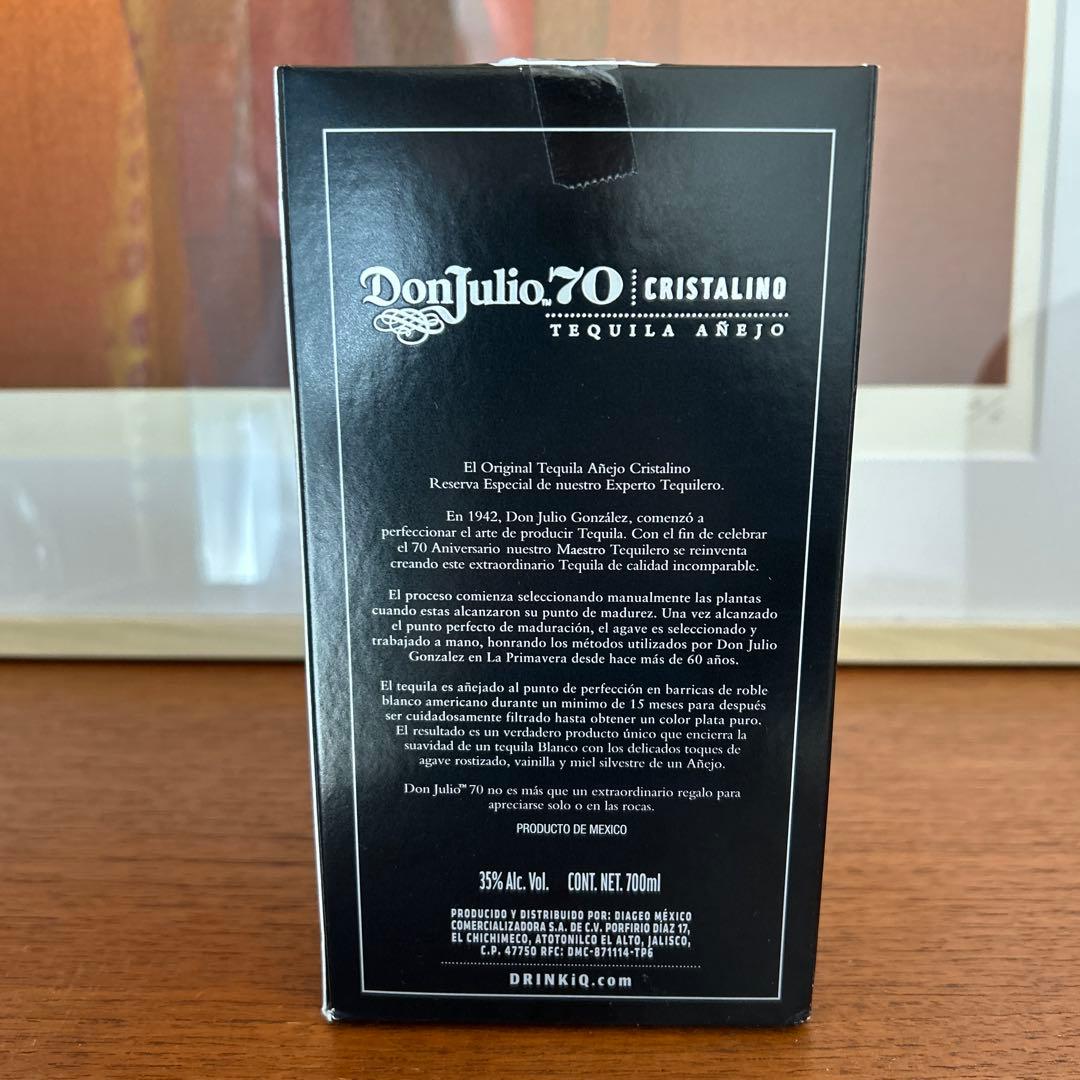 DonJulio.™ 70 CRISTALINO
TEQUILA AÑEJO
El Original Tequila Añejo Cristalino
Reserva Especial de nuestro Experto Tequilero.
En 1942, Don Julio González, comenzó a
perfeccionar el arte de producir Tequila. Con el fin de celebrar
el 70 Aniversario nuestro Maestro Tequilero se reinventa
creando este extraordinario Tequila de calidad incomparable.
El proceso comienza seleccionando manualmente las plantas
cuando estas alcanzaron su punto de madurez. Una vez alcanzado
el punto perfecto de maduración, el agave es seleccionado y
trabajado a mano, honrando los métodos utilizados por Don Julio
Gonzalez en La Primavera desde hace más de 60 años.
El tequila es añejado al punto de perfección en barricas de roble
blanco americano durante un minimo de 15 meses para después
ser cuidadosamente filtrado hasta obtener un color plata puro.
El resultado es un verdadero producto único que encierra la
suavidad de un tequila Blanco con los delicados toques de
agave rostizado, vainilla y miel silvestre de un Añejo.
Don Julio™ 70 no es más que un extraordinario regalo para
apreciarse solo o en las rocas.
PRODUCTO DE MEXICO
35% Alc. Vol. CONT. NET. 700ml
PRODUCIDO Y DISTRIBUIDO POR: DIAGEO MÉXICO
COMERCIALIZADORA S.A. DE C.V. PORFIRIO DÍAZ 17,
EL CHICHIMECO, ATOTONILCO EL ALTO, JALISCO,
C.P. 47750 RFC: DMC-871114-TP6
DRINKiQ.com